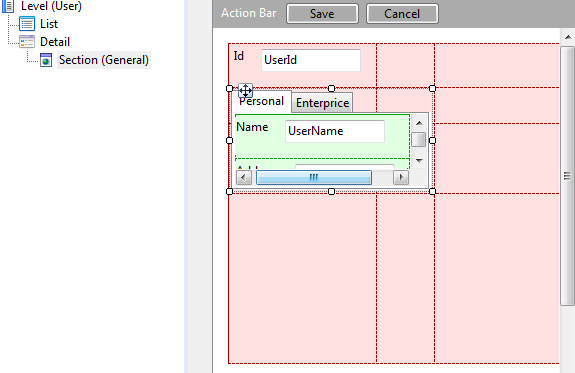 Level (User)
List
Detail
Section (General)
Action Bar Save Cancel
Id UserId
Personal Enterprice
Name UserName